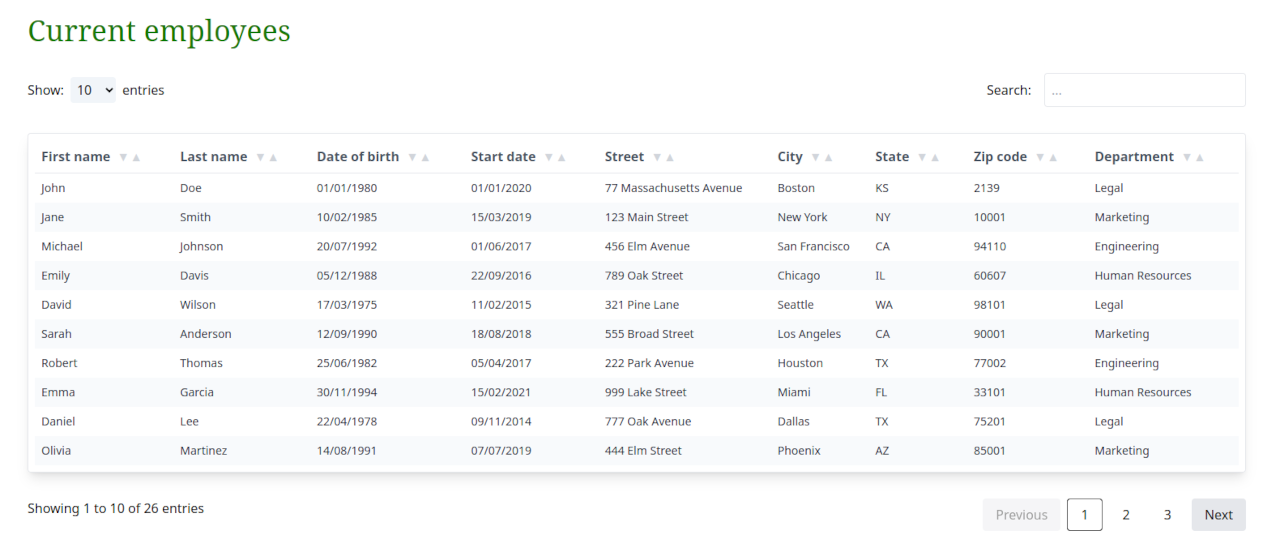 Current employees
Show: 10 entries Search: ...
First name ▼ ▲ Last name ▼ ▲ Date of birth ▼ ▲ Start date ▼ ▲ Street ▼ ▲ City ▼ ▲ State ▼ ▲ Zip code ▼ ▲ Department ▼ ▲
John Doe 01/01/1980 01/01/2020 77 Massachusetts Avenue Boston KS 2139 Legal
Jane Smith 10/02/1985 15/03/2019 123 Main Street New York NY 10001 Marketing
Michael Johnson 20/07/1992 01/06/2017 456 Elm Avenue San Francisco CA 94110 Engineering
Emily Davis 05/12/1988 22/09/2016 789 Oak Street Chicago IL 60607 Human Resources
David Wilson 17/03/1975 11/02/2015 321 Pine Lane Seattle WA 98101 Legal
Sarah Anderson 12/09/1990 18/08/2018 555 Broad Street Los Angeles CA 90001 Marketing
Robert Thomas 25/06/1982 05/04/2017 222 Park Avenue Houston TX 77002 Engineering
Emma Garcia 30/11/1994 15/02/2021 999 Lake Street Miami FL 33101 Human Resources
Daniel Lee 22/04/1978 09/11/2014 777 Oak Avenue Dallas TX 75201 Legal
Olivia Martinez 14/08/1991 07/07/2019 444 Elm Street Phoenix AZ 85001 Marketing
Showing 1 to 10 of 26 entries Previous 1 2 3 Next